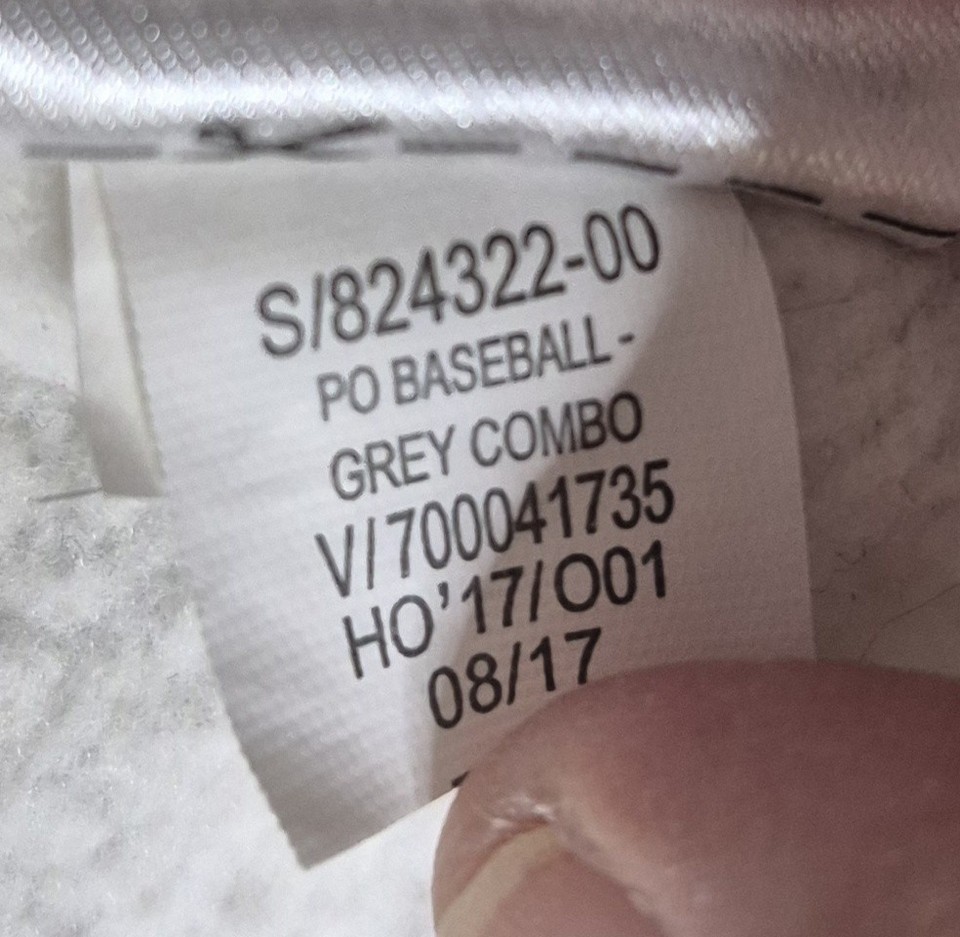 S/824322-00
PO BASEBALL -
GREY COMBO
V/700041735
HO'17/O01
08/17